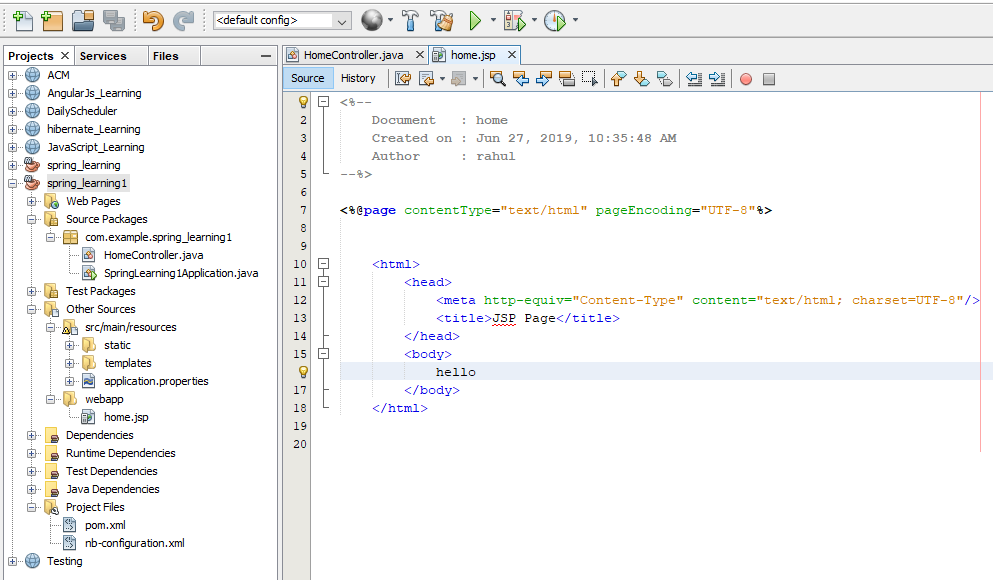 <default config>
Projects
Services
Files
ACM
AngularJs_Learning
DailyScheduler
hibernate_Learning
JavaScript_Learning
spring_learning
spring_learning1
Web Pages
Source Packages
com.example.spring_learning1
HomeController.java
SpringLearning1Application.java
Test Packages
Other Sources
src/main/resources
static
templates
application.properties
webapp
home.jsp
Dependencies
Runtime Dependencies
Test Dependencies
Java Dependencies
Project Files
pom.xml
nb-configuration.xml
Testing
HomeController.java
home.jsp
Source History
<%--
2 Document : home
3 Created on : Jun 27, 2019, 10:35:48 AM
4 Author : rahul
5 --%>
6
7 <%@page contentType="text/html" pageEncoding="UTF-8"%>
8
9
10 <html>
11 <head>
12 <meta http-equiv="Content-Type" content="text/html; charset=UTF-8"/>
13 <title>JSP Page</title>
14 </head>
15 <body>
hello
17 </body>
18 </html>
19
20